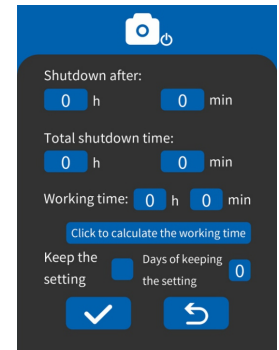 Shutdown after:
0 h 0 min
Total shutdown time:
0 h 0 min
Working time: 0 h 0 min
Click to calculate the working time
Keep the setting
Days of keeping the setting 0